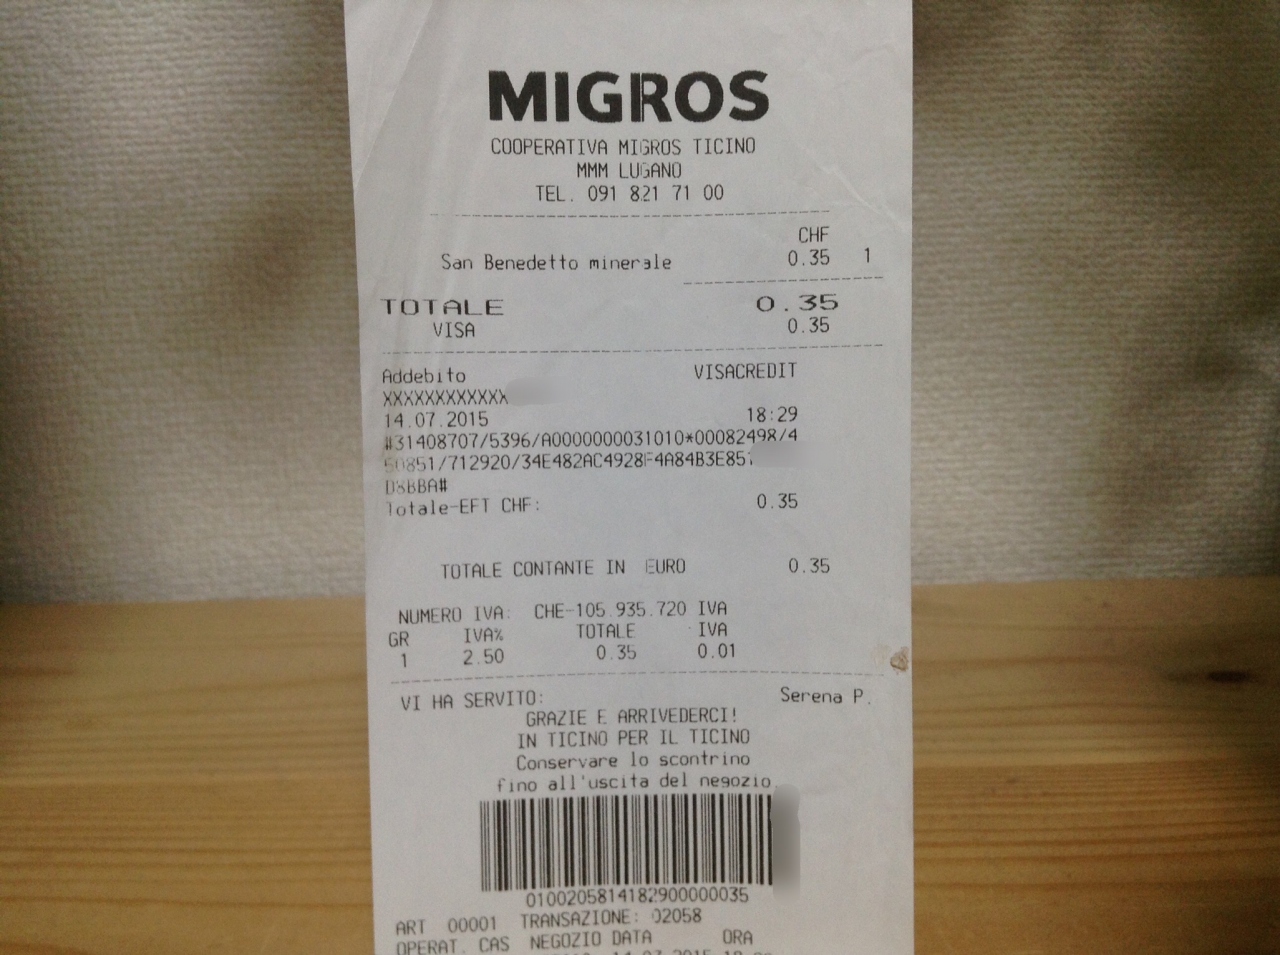 MIGROS
COOPERATIVA MIGROS TICINO
MMM LUGANO
TEL. 091 821 71 00
CHF
San Benedetto minerale 0.35 1
TOTALE 0.35
VISA 0.35
Addebito VISACREDIT
XXXXXXXXXXXX
14.07.2015 18:29
#31408707/5396/A0000000031010*00082498/4
50851/712920/34E482AC4928F4A84B3E85
D8BBA#
Totale-EFT CHF: 0.35
TOTALE CONTANTE IN EURO 0.35
NUMERO IVA: CHE-105.935.720 IVA
GR IVA% TOTALE IVA
1 2.50 0.35 0.01
VI HA SERVITO: Serena P.
GRAZIE E ARRIVEDERCI!
IN TICINO PER IL TICINO
Conservare lo scontrino
fino all'uscita del negozio
0100205814182900000035
ART 00001 TRANSAZIONE: 02058
OPERAT. CAS NEGOZIO DATA ORA